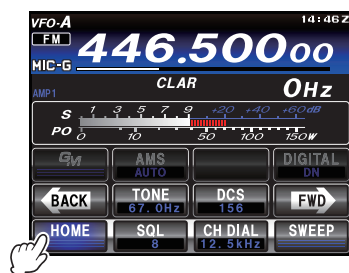 VFO-A 14:46Z
FM 446.50000
MIC-G
AMP1 CLAR 0Hz
S 1 3 5 7 9 +20 +40 +60dB
PO 0 10 50 100 150W
GM AMS DIGITAL
AUTO DN
BACK TONE DCS FWD
67.0Hz 156
HOME SQL CH DIAL SWEEP
8 12.5kHz